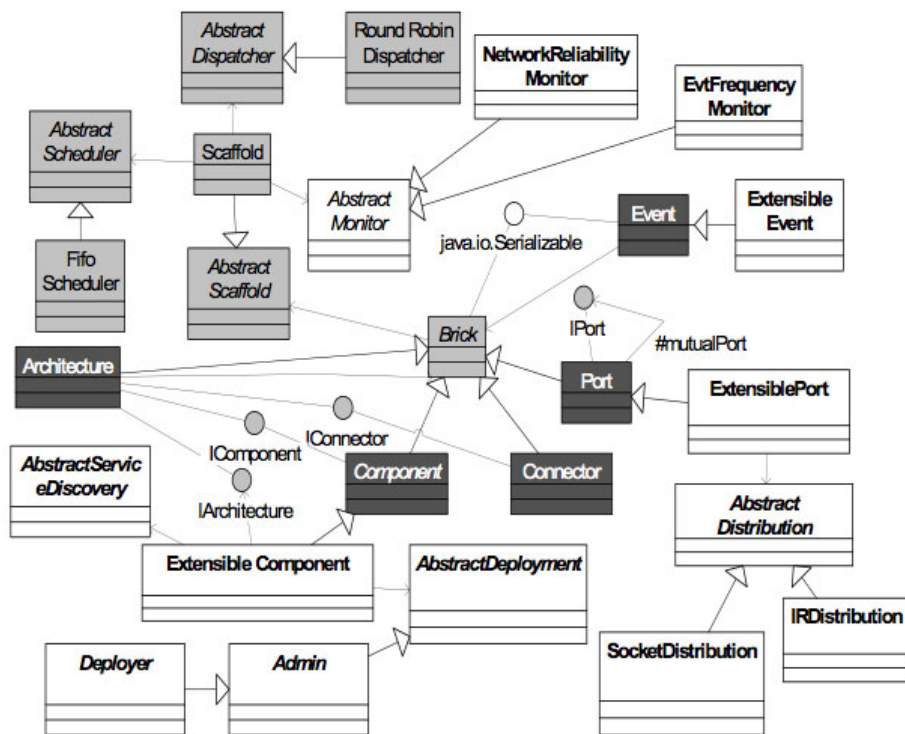 Abstract
Dispatcher
Round Robin
Dispatcher
NetworkReliability
Monitor
EvtFrequency
Monitor
Abstract
Scheduler
Scaffold
Abstract
Monitor
Event
Extensible
Event
java.io.Serializable
Fifo
Scheduler
Abstract
Scaffold
IPort
Brick
#mutualPort
Architecture
Port
ExtensiblePort
IConnector
IComponent
AbstractServic
eDiscovery
Component
Connector
IArchitecture
Abstract
Distribution
Extensible Component
AbstractDeployment
IRDistribution
SocketDistribution
Deployer
Admin